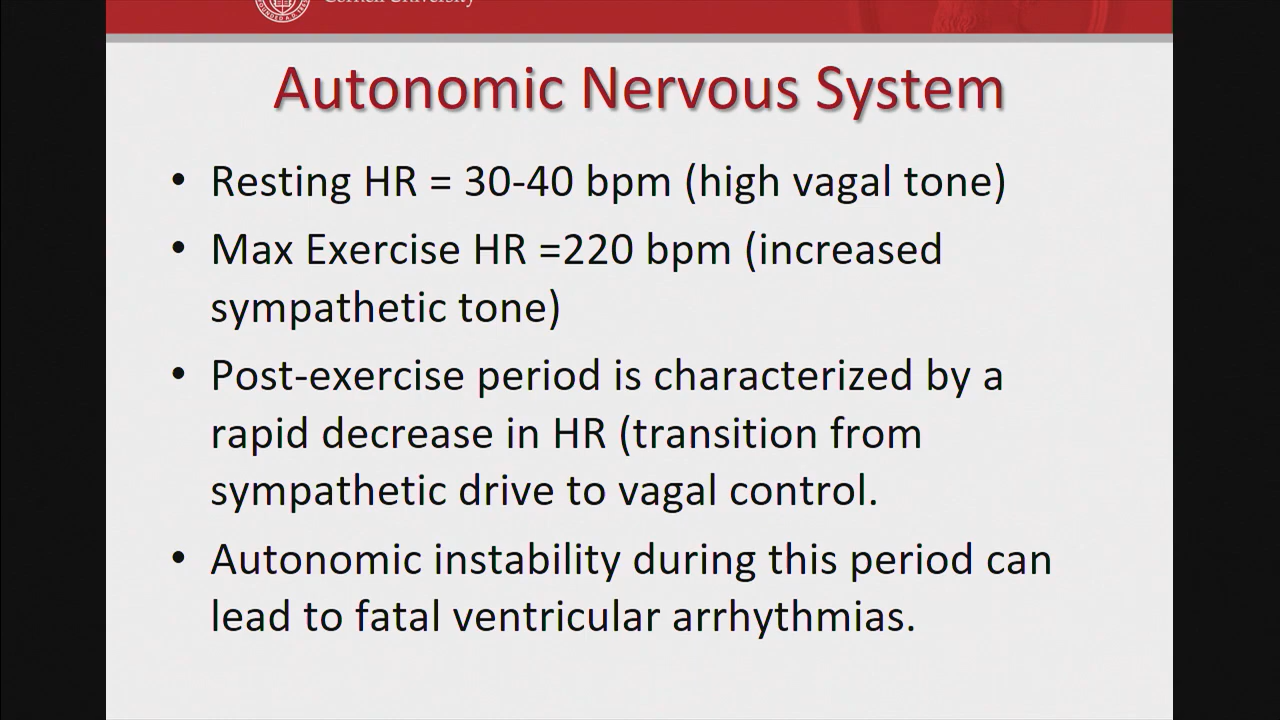 Cornell University
Autonomic Nervous System
• Resting HR = 30-40 bpm (high vagal tone)
• Max Exercise HR =220 bpm (increased
sympathetic tone)
• Post-exercise period is characterized by a
rapid decrease in HR (transition from
sympathetic drive to vagal control.
• Autonomic instability during this period can
lead to fatal ventricular arrhythmias.